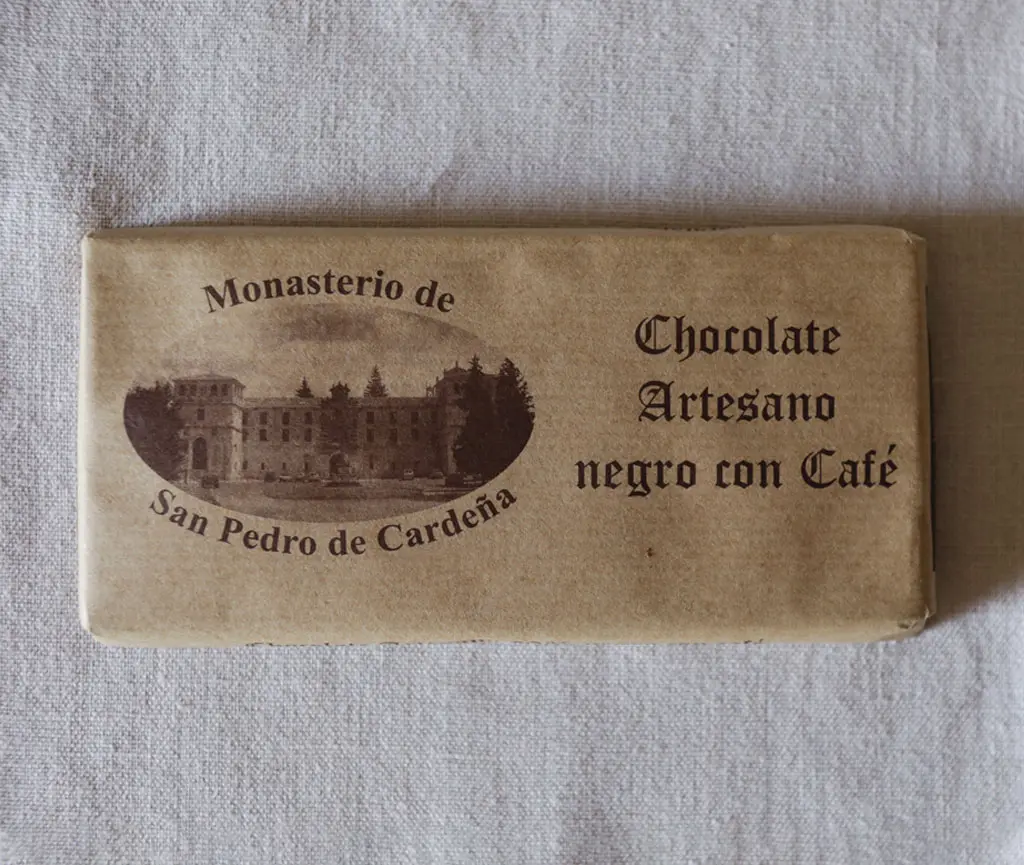 Monasterio de
San Pedro de Cardeña
Chocolate
Artesano
negro con Café